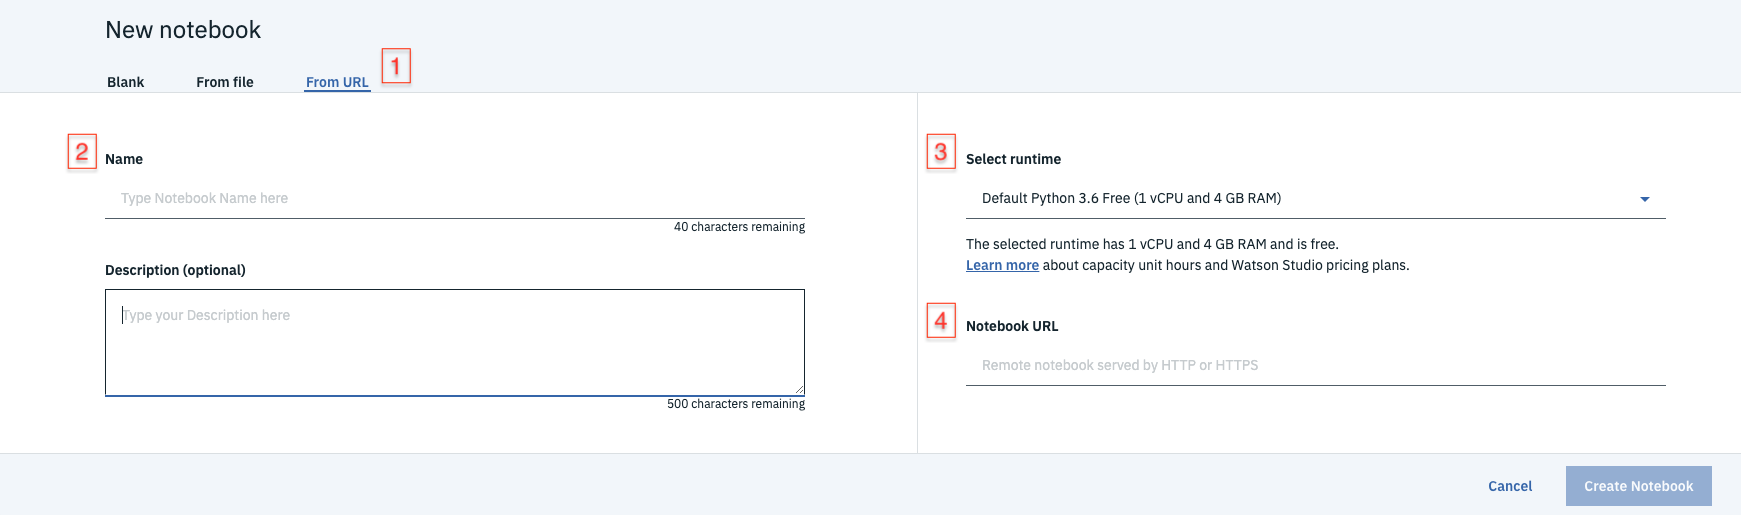 New notebook
Blank From file From URL 1
2 Name
Type Notebook Name here
40 characters remaining
Description (optional)
Type your Description here
500 characters remaining
3 Select runtime
Default Python 3.6 Free (1 vCPU and 4 GB RAM)
The selected runtime has 1 vCPU and 4 GB RAM and is free.
Learn more about capacity unit hours and Watson Studio pricing plans.
4 Notebook URL
Remote notebook served by HTTP or HTTPS
Cancel Create Notebook